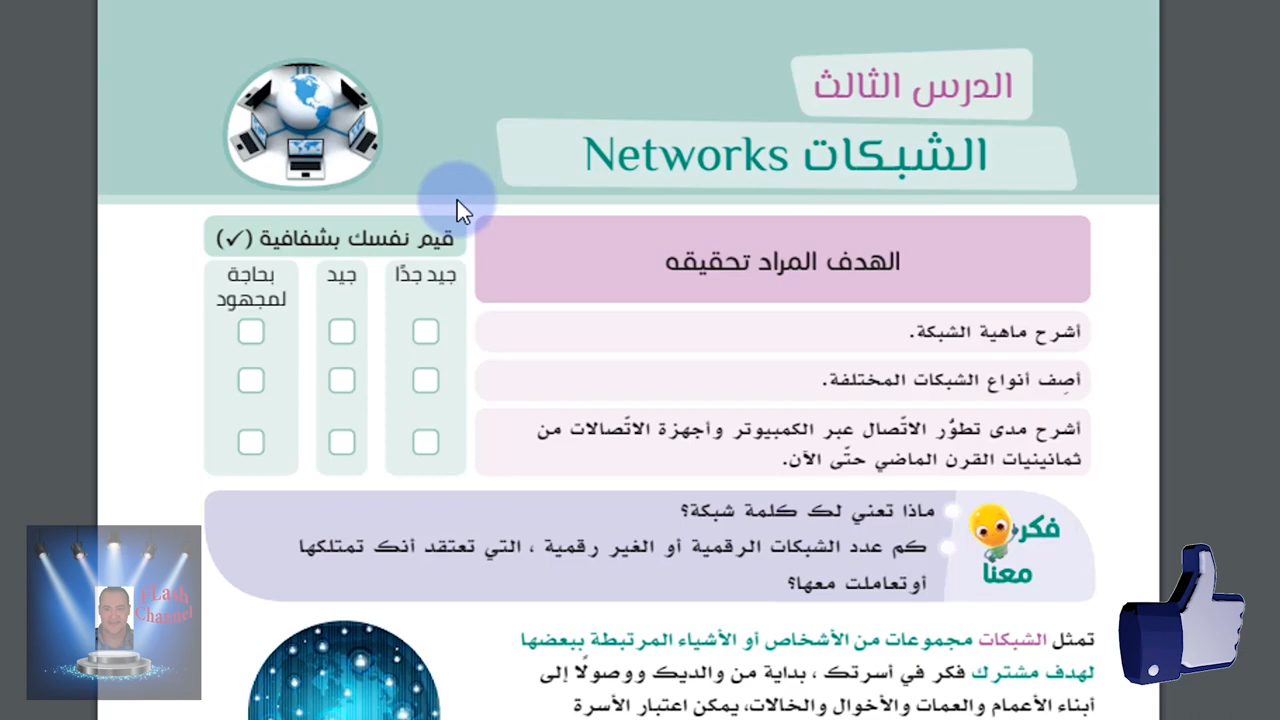 الدرس الثالث
الشبكات Networks
الهدف المراد تحقيقه
قيم نفسك بشفافية (✓)
جيد جدًا
جيد
بحاجة
لمجهود
أشرح ماهية الشبكة.
أصِف أنواع الشبكات المختلفة.
أشرح مدى تطوُّر الاتّصال عبر الكمبيوتر وأجهزة الاتّصالات من
ثمانينيات القرن الماضي حتّى الآن.
فكر
معنا
ماذا تعني لك كلمة شبكة؟
كم عدد الشبكات الرقمية أو الغير رقمية ، التي تعتقد أنك تمتلكها
أوتعاملت معها؟
تمثل الشبكات مجموعات من الأشخاص أو الأشياء المرتبطة ببعضها
لهدف مشترك فكر في أسرتك ، بداية من والديك ووصولًا إلى
أبناء الأعمام والعمات والأخوال والخالات، يمكن اعتبار الأسرة
FLash
Channel